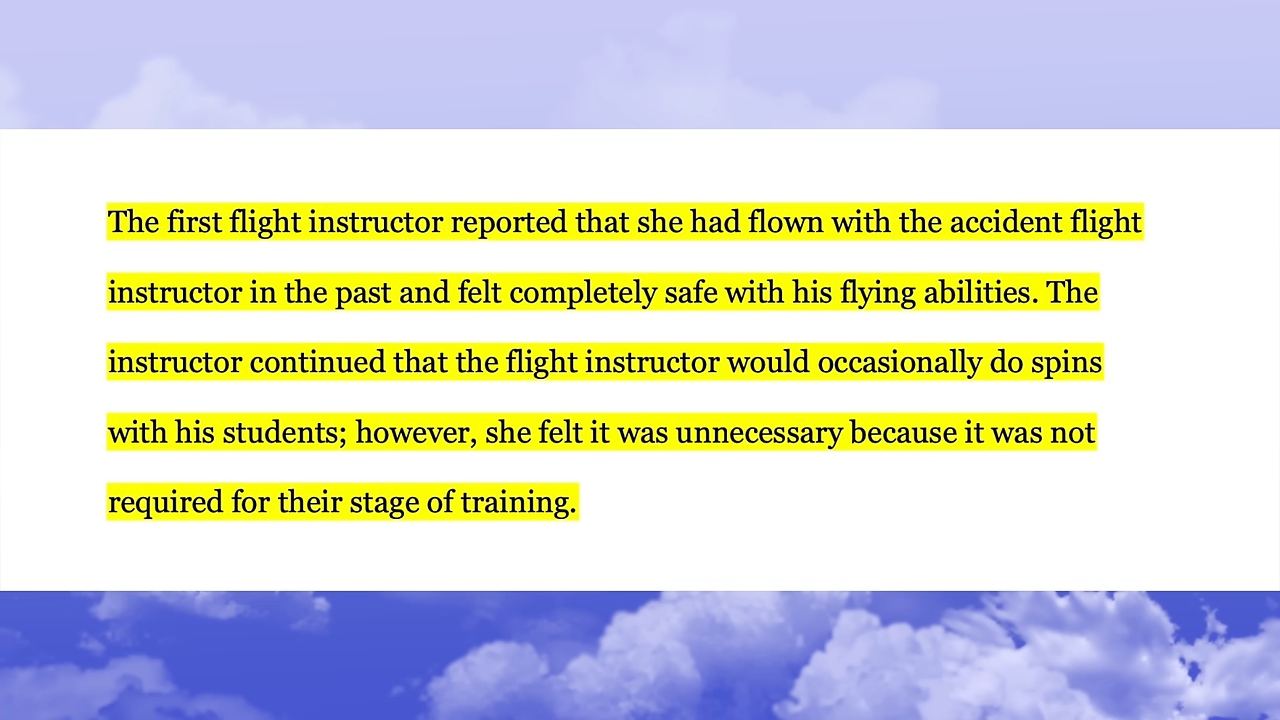 The first flight instructor reported that she had flown with the accident flight
instructor in the past and felt completely safe with his flying abilities. The
instructor continued that the flight instructor would occasionally do spins
with his students; however, she felt it was unnecessary because it was not
required for their stage of training.